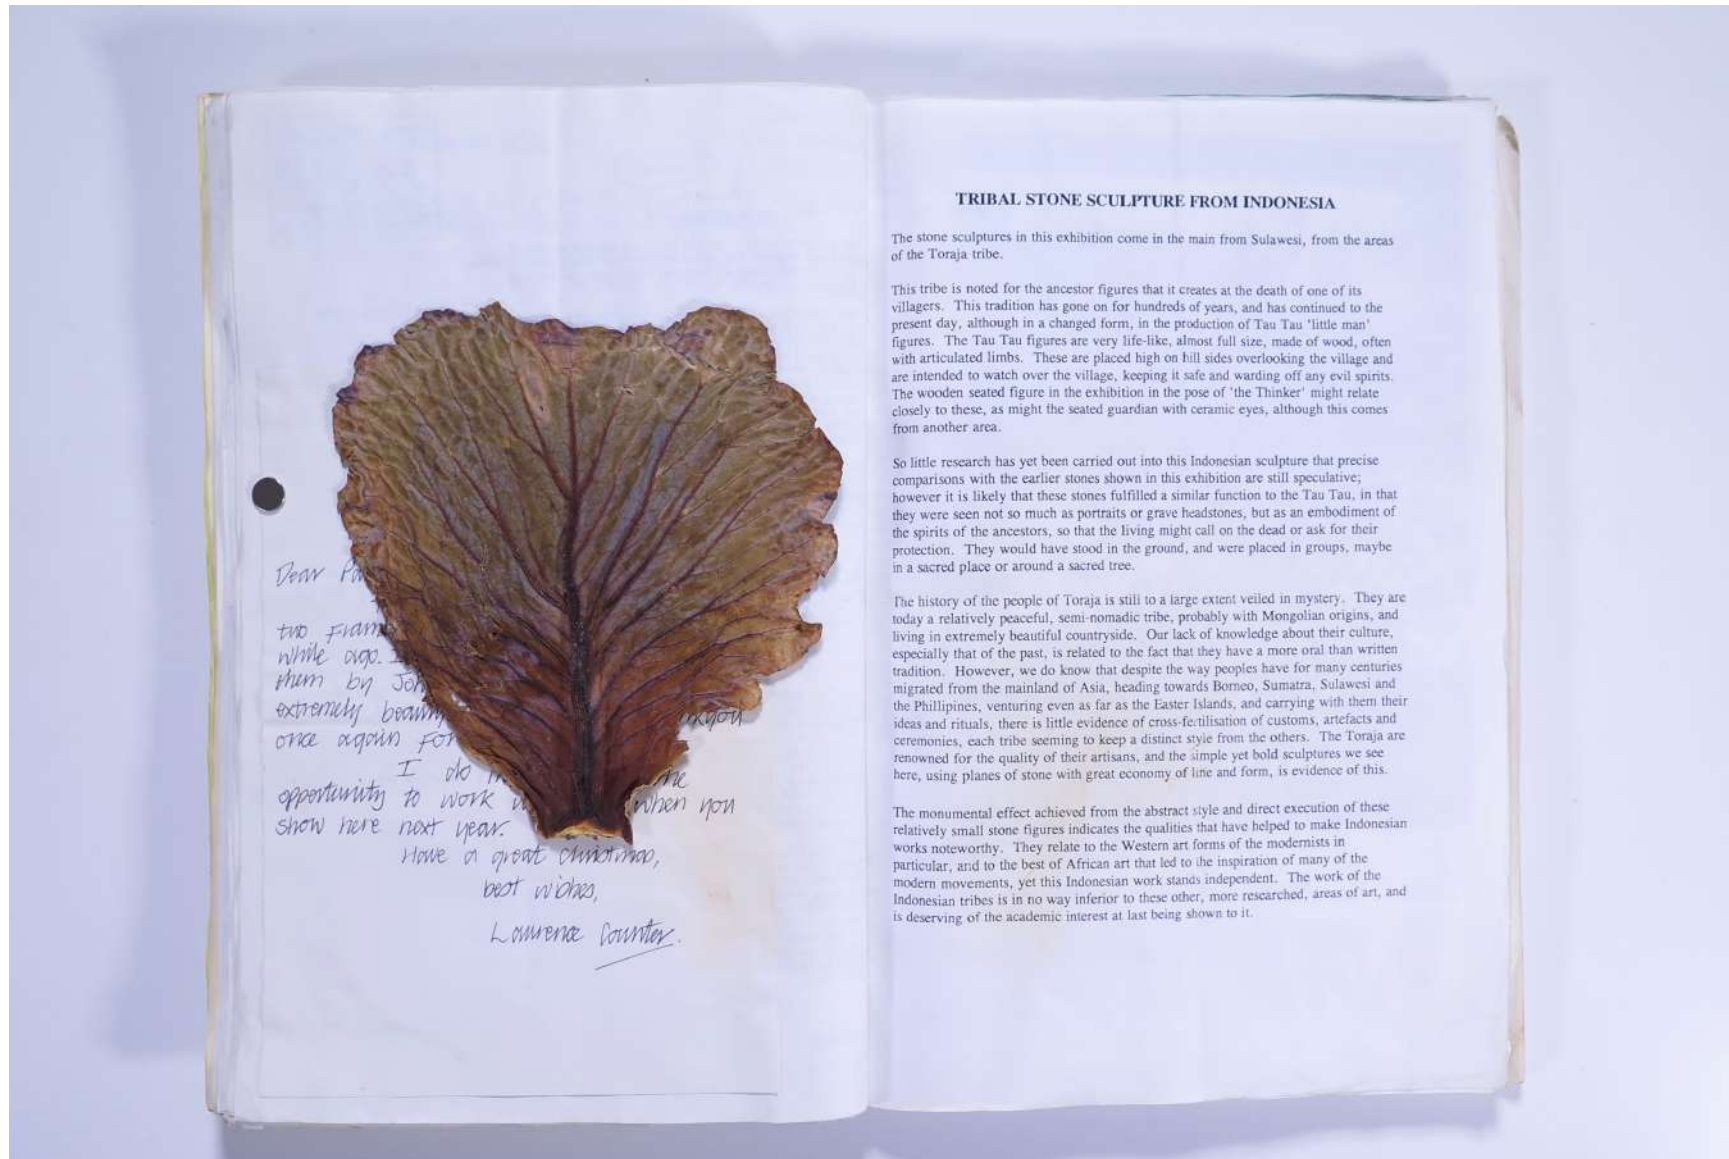 Dear
two
while ago.
them by
extremely
once again
I do
opportunity to work when you
show here next year.
Have a great Christmas,
best wishes,
Laurence Counter.
TRIBAL STONE SCULPTURE FROM INDONESIA
The stone sculptures in this exhibition come in the main from Sulawesi, from the areas
of the Toraja tribe.
This tribe is noted for the ancestor figures that it creates at the death of one of its
villagers. This tradition has gone on for hundreds of years, and has continued to the
present day, although in a changed form, in the production of Tau Tau 'little man'
figures. The Tau Tau figures are very life-like, almost full size, made of wood, often
with articulated limbs. These are placed high on hill sides overlooking the village and
are intended to watch over the village, keeping it safe and warding off any evil spirits.
The wooden seated figure in the exhibition in the pose of 'the Thinker' might relate
closely to these, as might the seated guardian with ceramic eyes, although this comes
from another area.
So little research has yet been carried out into this Indonesian sculpture that precise
comparisons with the earlier stones shown in this exhibition are still speculative;
however it is likely that these stones fulfilled a similar function to the Tau Tau, in that
they were seen not so much as portraits or grave headstones, but as an embodiment of
the spirits of the ancestors, so that the living might call on the dead or ask for their
protection. They would have stood in the ground, and were placed in groups, maybe
in a sacred place or around a sacred tree.
The history of the people of Toraja is still to a large extent veiled in mystery. They are
today a relatively peaceful, semi-nomadic tribe, probably with Mongolian origins, and
living in extremely beautiful countryside. Our lack of knowledge about their culture,
especially that of the past, is related to the fact that they have a more oral than written
tradition. However, we do know that despite the way peoples have for many centuries
migrated from the mainland of Asia, heading towards Borneo, Sumatra, Sulawesi and
the Phillipines, venturing even as far as the Easter Islands, and carrying with them their
ideas and rituals, there is little evidence of cross-fertilisation of customs, artefacts and
ceremonies, each tribe seeming to keep a distinct style from the others. The Toraja are
renowned for the quality of their artisans, and the simple yet bold sculptures we see
here, using planes of stone with great economy of line and form, is evidence of this.
The monumental effect achieved from the abstract style and direct execution of these
relatively small stone figures indicates the qualities that have helped to make Indonesian
works noteworthy. They relate to the Western art forms of the modernists in
particular, and to the best of African art that led to the inspiration of many of the
modern movements, yet this Indonesian work stands independent. The work of the
Indonesian tribes is in no way inferior to these other, more researched, areas of art, and
is deserving of the academic interest at last being shown to it.